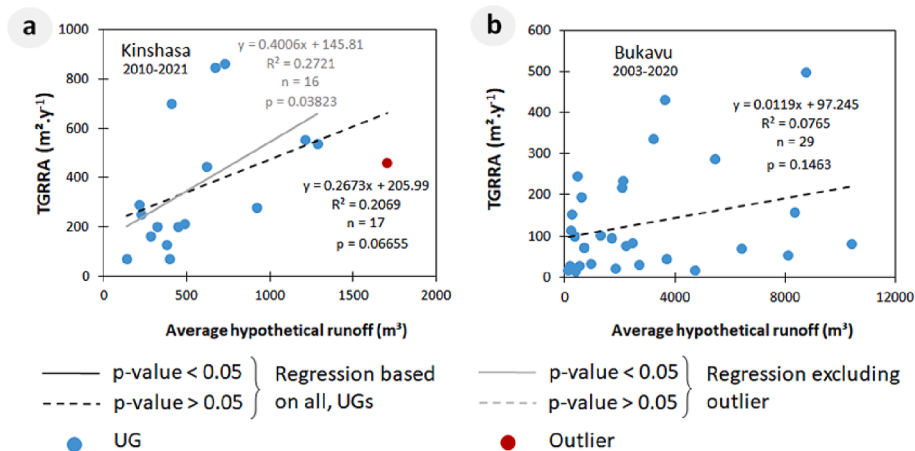 a
Kinshasa
2010-2021
y = 0.4006x + 145.81
R² = 0.2721
n = 16
p = 0.03823
y = 0.2673x + 205.99
R² = 0.2069
n = 17
p = 0.06655
TGRRA (m².y⁻¹)
1000
800
600
400
200
0
0 500 1000 1500 2000
Average hypothetical runoff (m³)
b
Bukavu
2003-2020
y = 0.0119x + 97.245
R² = 0.0765
n = 29
p = 0.1463
TGRRA (m².y⁻¹)
600
500
400
300
200
100
0
0 4000 8000 12000
Average hypothetical runoff (m³)
p-value < 0.05
p-value > 0.05
Regression based
on all, UGs
UG
p-value < 0.05
p-value > 0.05
Regression excluding
outlier
Outlier